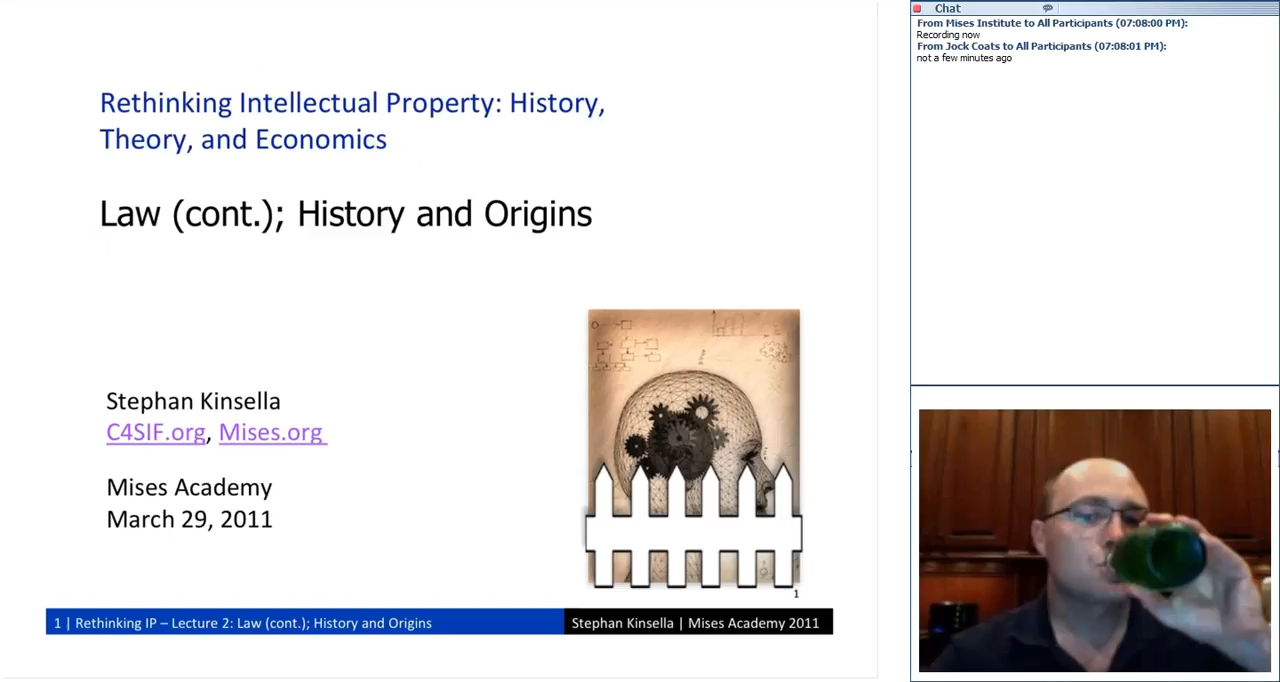 Rethinking Intellectual Property: History,
Theory, and Economics
Law (cont.); History and Origins
Stephan Kinsella
C4SIF.org, Mises.org
Mises Academy
March 29, 2011
1
1 | Rethinking IP – Lecture 2: Law (cont.); History and Origins
Stephan Kinsella | Mises Academy 2011
Chat
From Mises Institute to All Participants (07:08:00 PM):
Recording now
From Jock Coats to All Participants (07:08:01 PM):
not a few minutes ago